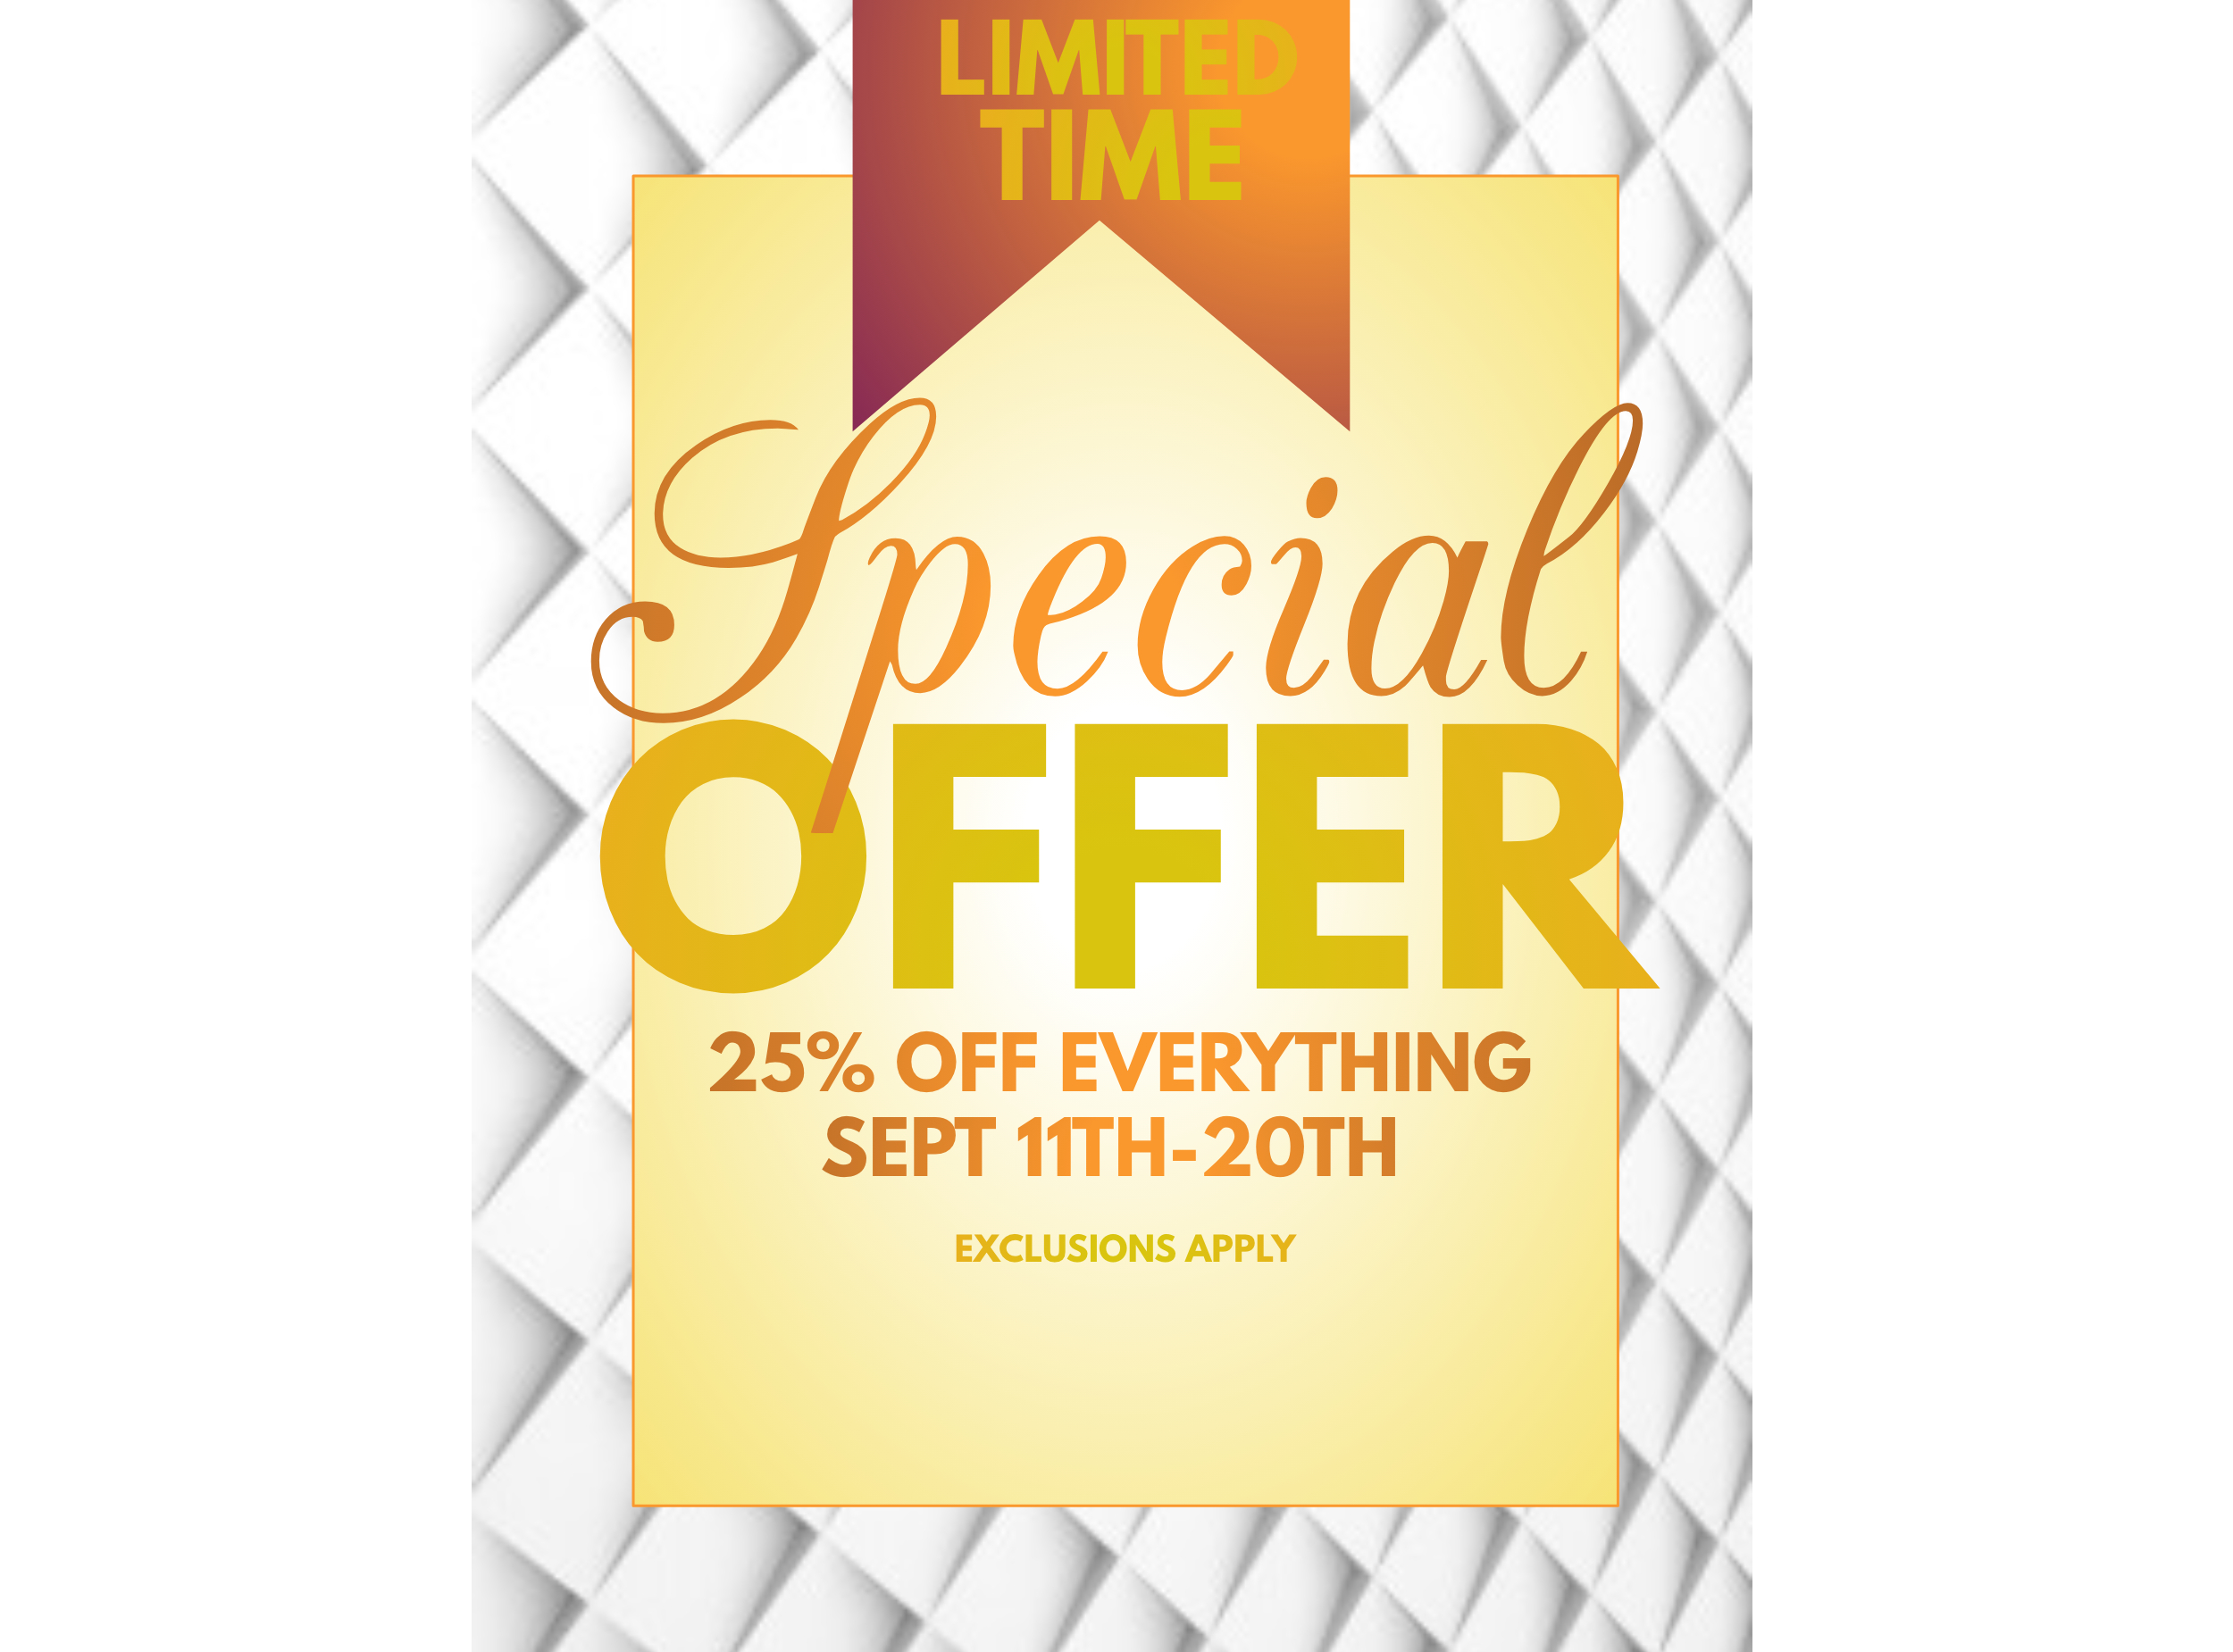 LIMITED
TIME
Special
OFFER
25% OFF EVERYTHING
SEPT 11TH-20TH
EXCLUSIONS APPLY